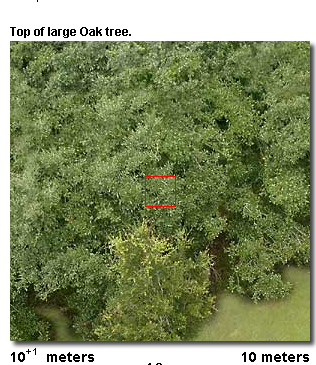 Top of large Oak tree.
10⁺¹ meters 10 meters